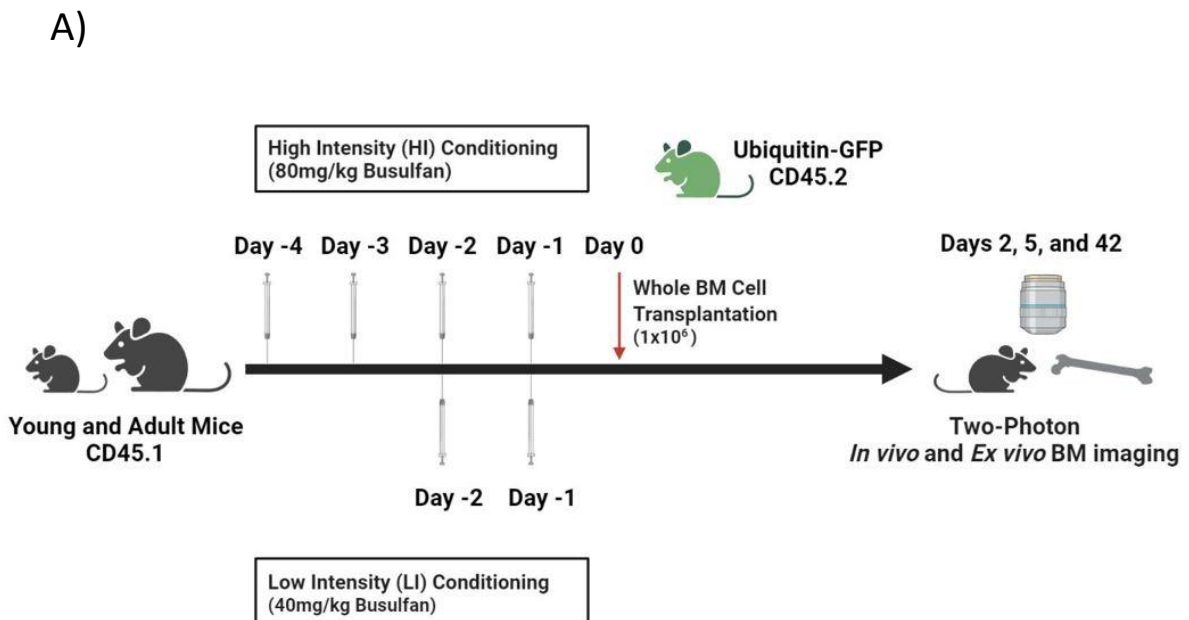 A)
High Intensity (HI) Conditioning
(80mg/kg Busulfan)
Ubiquitin-GFP
CD45.2
Day -4 Day -3 Day -2 Day -1 Day 0
Days 2, 5, and 42
Whole BM Cell
Transplantation
(1x10⁶)
Young and Adult Mice
CD45.1
Two-Photon
In vivo and Ex vivo BM imaging
Day -2 Day -1
Low Intensity (LI) Conditioning
(40mg/kg Busulfan)